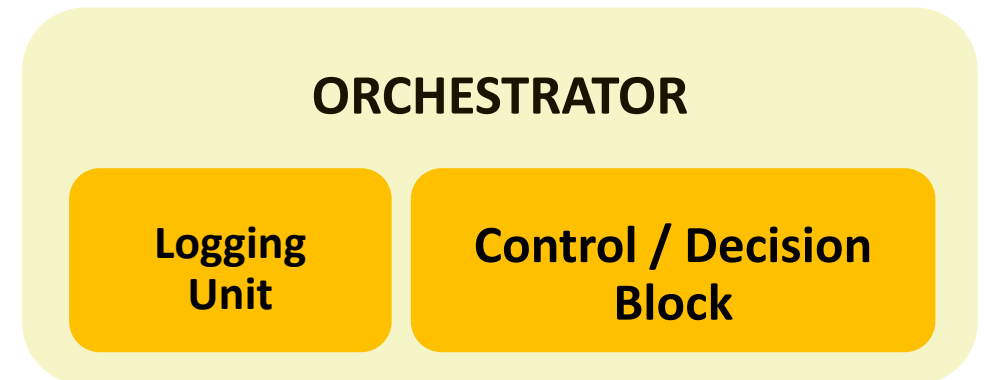 ORCHESTRATOR
Logging
Unit
Control / Decision
Block